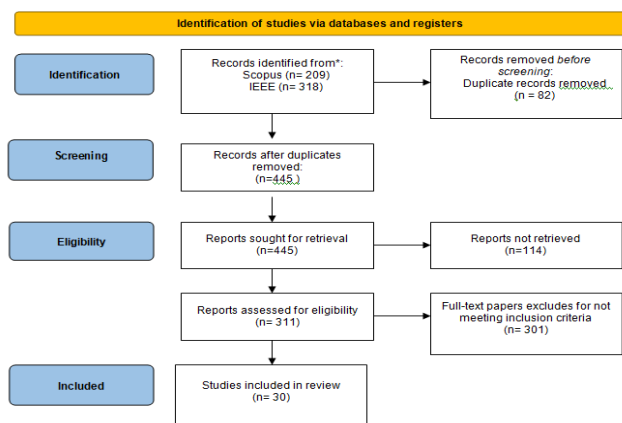 Identification of studies via databases and registers
Identification
Records identified from*:
Scopus (n= 209)
IEEE (n= 318)
Records removed before
screening:
Duplicate records removed
(n = 82)
Screening
Records after duplicates
removed:
(n=445 )
Eligibility
Reports sought for retrieval
(n=445)
Reports not retrieved
(n=114)
Reports assessed for eligibility
(n= 311)
Full-text papers excludes for not
meeting inclusion criteria
(n= 301)
Included
Studies included in review
(n= 30)